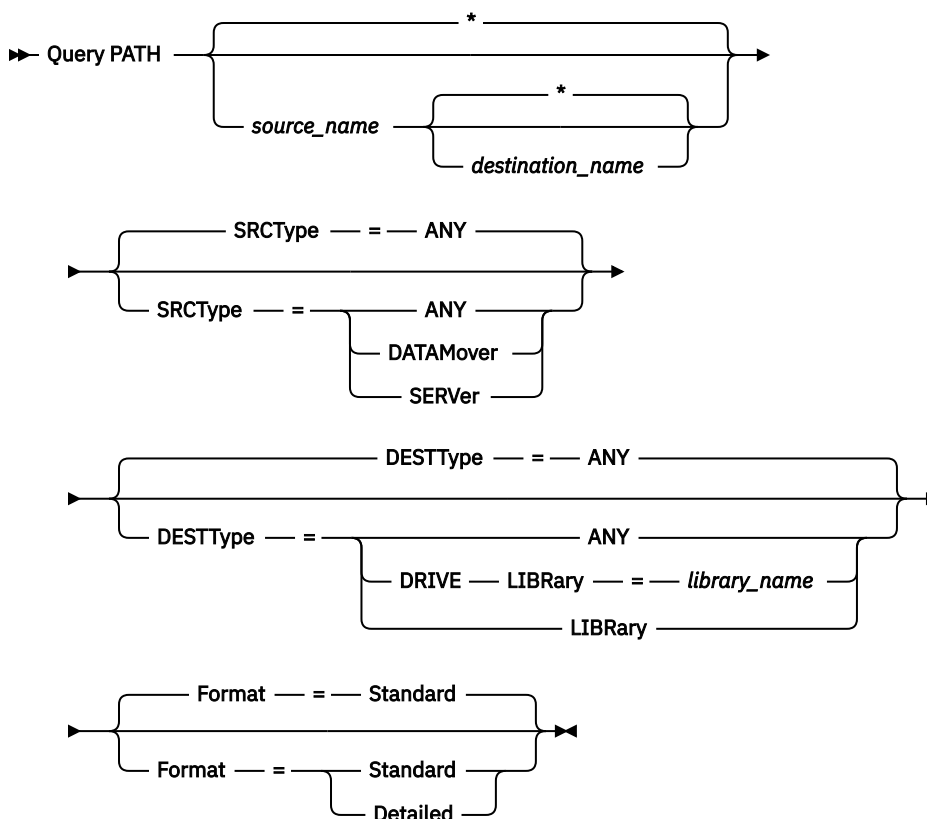 *
Query PATH
*
source_name
destination_name
SRCType = ANY
SRCType = ANY
DATAMover
SERVer
DESTType = ANY
DESTType = ANY
DRIVE LIBRary = library_name
LIBRary
Format = Standard
Format = Standard
Detailed